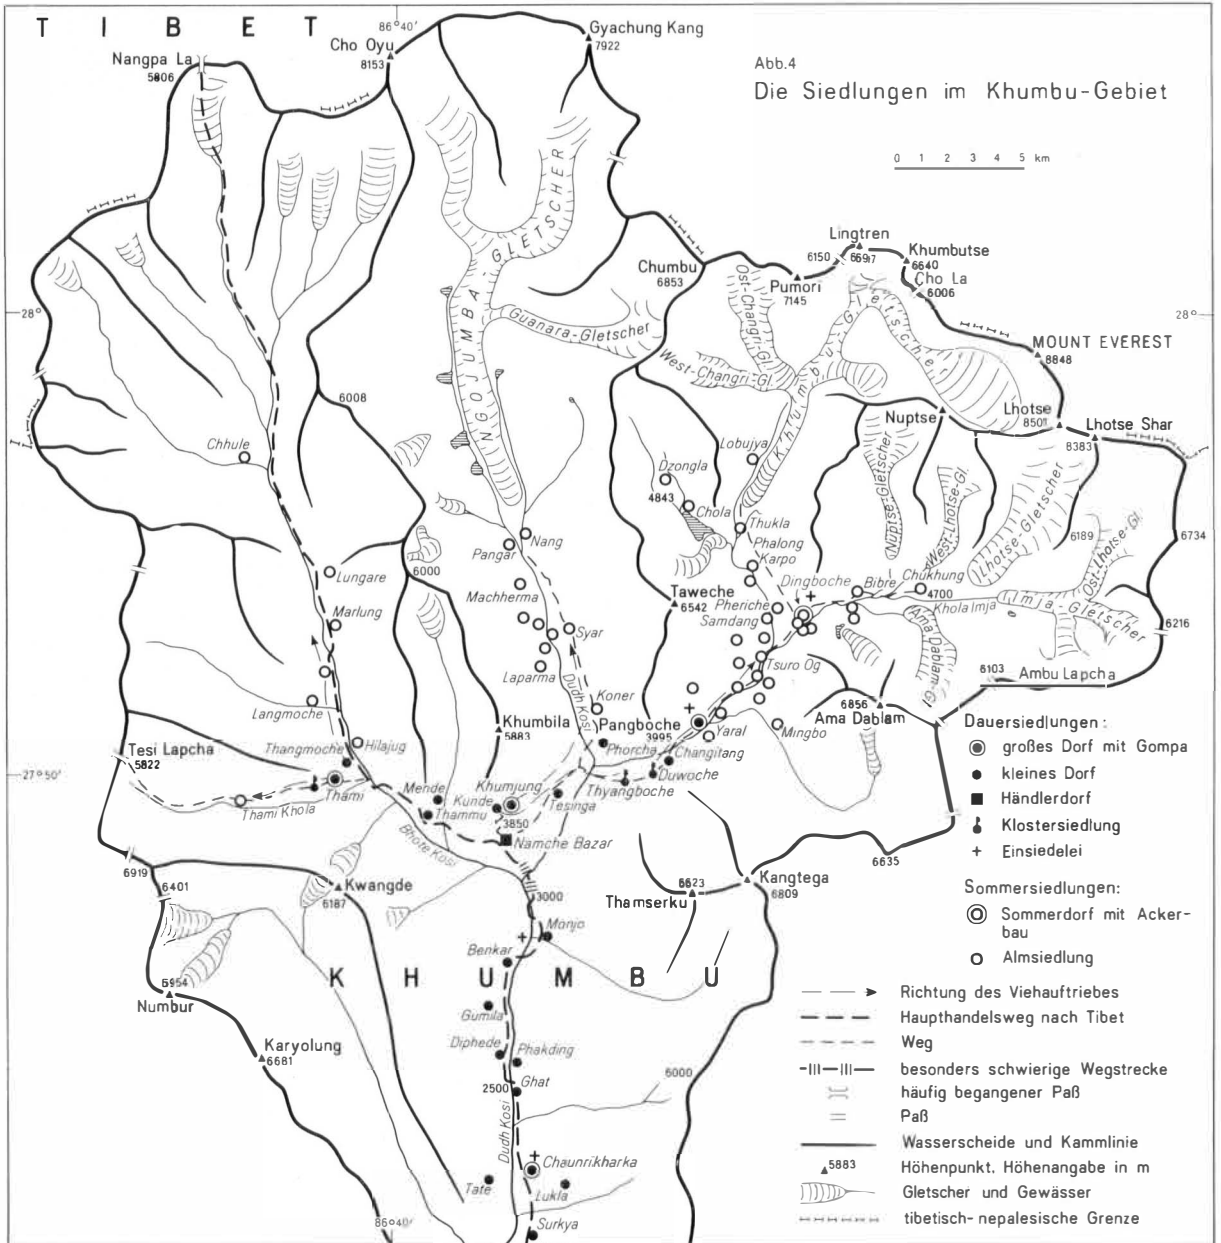 T I B E T
86°40'
Cho Oyu
8153
Gyachung Kang
7922
Nangpa La
5806
Abb.4
Die Siedlungen im Khumbu-Gebiet
0 1 2 3 4 5 km
NGOJUMBA-GLETSCHER
Guanara-Gletscher
Chumbu
6853
Ost-Changri-Gl.
West-Changri-Gl.
Pumori
7145
6150
Lingtren
6697
Khumbutse
6640
Cho La
6006
Khumbu-Gletscher
28°
28°
MOUNT EVEREST
8848
Nuptse
Lhotse
8501
Lhotse Shar
8383
6008
Chhule
Lobujya
Dzongla
4843
Chola
Thukla
Phalong
Karpo
Nuptse-Gletscher
West-Lhotse-Gl.
Lhotse-Gletscher
6189
Ost-Lhotse-Gl.
6734
Nang
Pangar
6000
Lungare
Machherma
Marlung
Taweche
6542
Dingboche
Pheriche
Samdang
Bibre
Chukhung
4700
Khola Imja
Imja-Gletscher
6216
Syar
Laparma
Dudh Kosi
Koner
Tsuro Og
Ama Dablam-Gl.
6103
Ambu Lapcha
6856
Ama Dablam
Langmoche
Khumbila
5883
Pangboche
3995
Yaral
Mingbo
Tesi Lapcha
5822
Thangmoche
Hilajug
Phorcha
Changitang
Duwoche
27°50'
Thami
Thami Khola
Mende
Kunde
Khumjung
Thammu
3850
Tesinga
Thyangboche
Bhote Kosi
Namche Bazar
6919
6401
Kwangde
6187
3000
6623
Thamserku
Kangtega
6809
6635
Monjo
Benkar
K H U M B U
5954
Numbur
Gumila
Karyolung
6681
Diphede
Phakding
Ghat
2500
6000
Dudh Kosi
Chaunrikharka
Tate
Lukla
86°40'
Surkya
Dauersiedlungen:
großes Dorf mit Gompa
kleines Dorf
Händlerdorf
Klostersiedlung
Einsiedelei
Sommersiedlungen:
Sommerdorf mit Acker-
bau
Almsiedlung
Richtung des Viehauftriebes
Haupthandelsweg nach Tibet
Weg
besonders schwierige Wegstrecke
häufig begangener Paß
Paß
Wasserscheide und Kammlinie
5883
Höhenpunkt. Höhenangabe in m
Gletscher und Gewässer
tibetisch-nepalesische Grenze